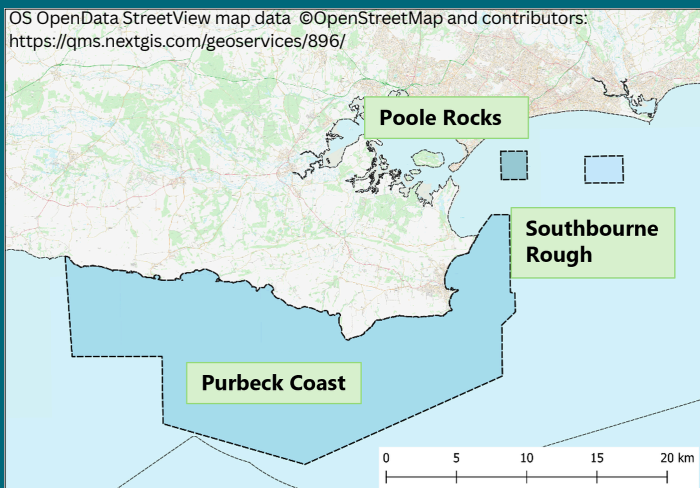 OS OpenData StreetView map data ©OpenStreetMap and contributors:
https://qms.nextgis.com/geoservices/896/
Poole Rocks
Southbourne
Rough
Purbeck Coast
0 5 10 15 20 km